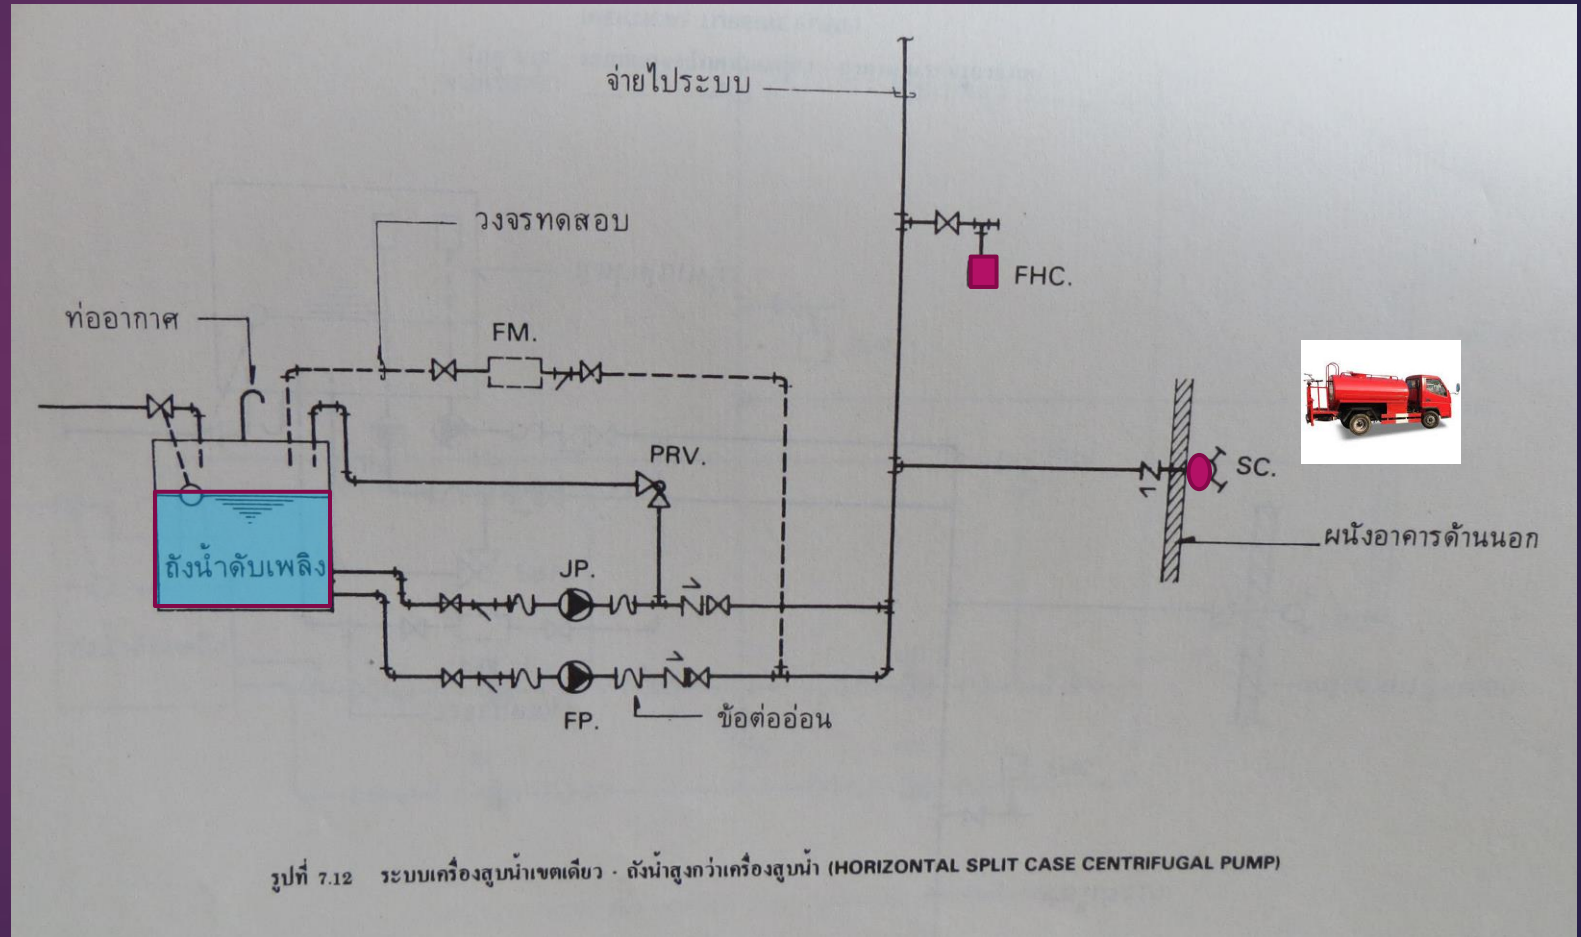 จ่ายไประบบ
วงจรทดสอบ
FHC.
ท่ออากาศ
FM.
PRV.
SC.
ผนังอาคารด้านนอก
ถังน้ำดับเพลิง
JP.
FP.
ข้อต่ออ่อน
รูปที่ 7.12 ระบบเครื่องสูบน้ำเขตเดียว · ถังน้ำสูงกว่าเครื่องสูบน้ำ (HORIZONTAL SPLIT CASE CENTRIFUGAL PUMP)